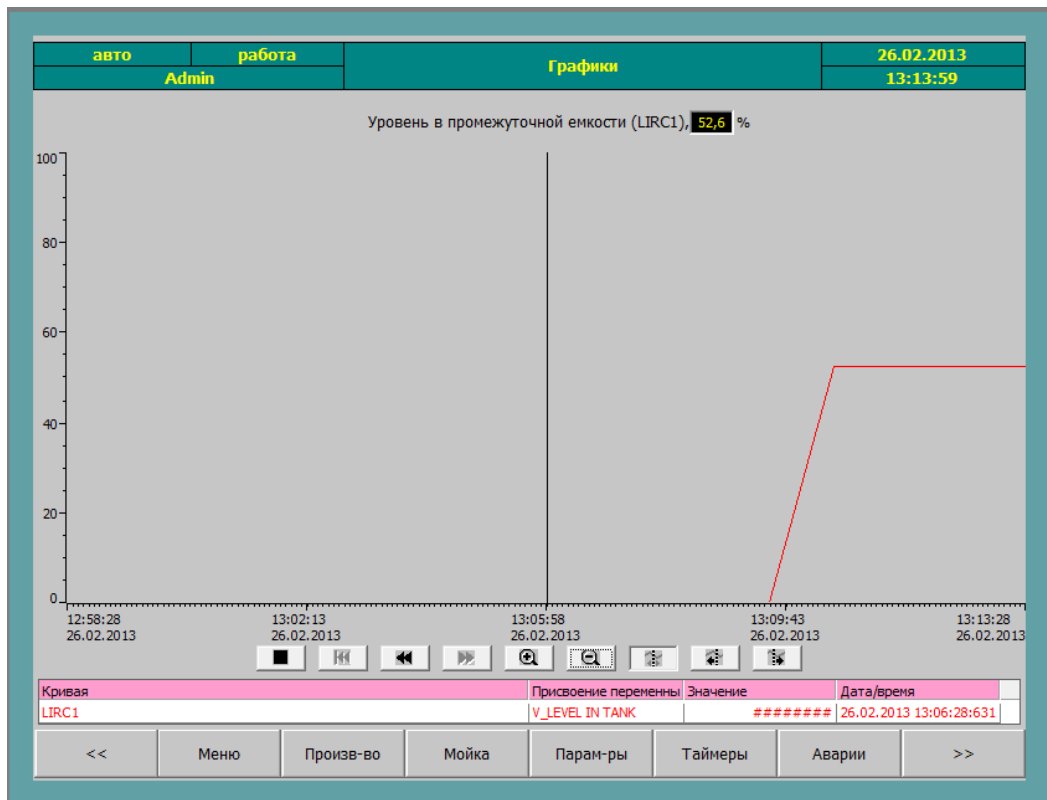 авто работа Графики 26.02.2013
Admin 13:13:59
Уровень в промежуточной емкости (LIRC1), 52,6 %
100
80
60
40
20
0
12:58:28 13:02:13 13:05:58 13:09:43 13:13:28
26.02.2013 26.02.2013 26.02.2013 26.02.2013 26.02.2013
Кривая Присвоение переменны Значение Дата/время
LIRC1 V_LEVEL IN TANK ######## 26.02.2013 13:06:28:631
<< Меню Произв-во Мойка Парам-ры Таймеры Аварии >>